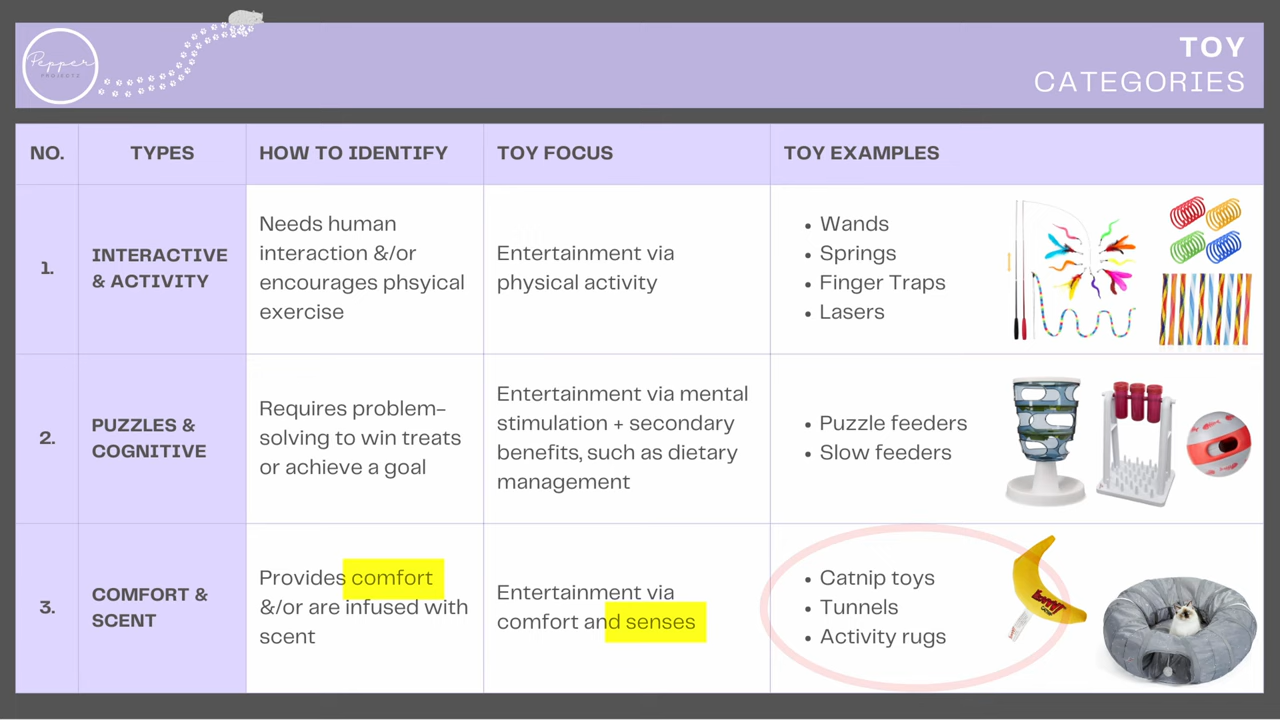 Pepper
PROJECTZ
TOY
CATEGORIES
NO.
TYPES
HOW TO IDENTIFY
TOY FOCUS
TOY EXAMPLES
1.
INTERACTIVE
& ACTIVITY
Needs human
interaction &/or
encourages phsyical
exercise
Entertainment via
physical activity
• Wands
• Springs
• Finger Traps
• Lasers
2.
PUZZLES &
COGNITIVE
Requires problem-
solving to win treats
or achieve a goal
Entertainment via mental
stimulation + secondary
benefits, such as dietary
management
• Puzzle feeders
• Slow feeders
3.
COMFORT &
SCENT
Provides comfort
&/or are infused with
scent
Entertainment via
comfort and senses
• Catnip toys
• Tunnels
• Activity rugs